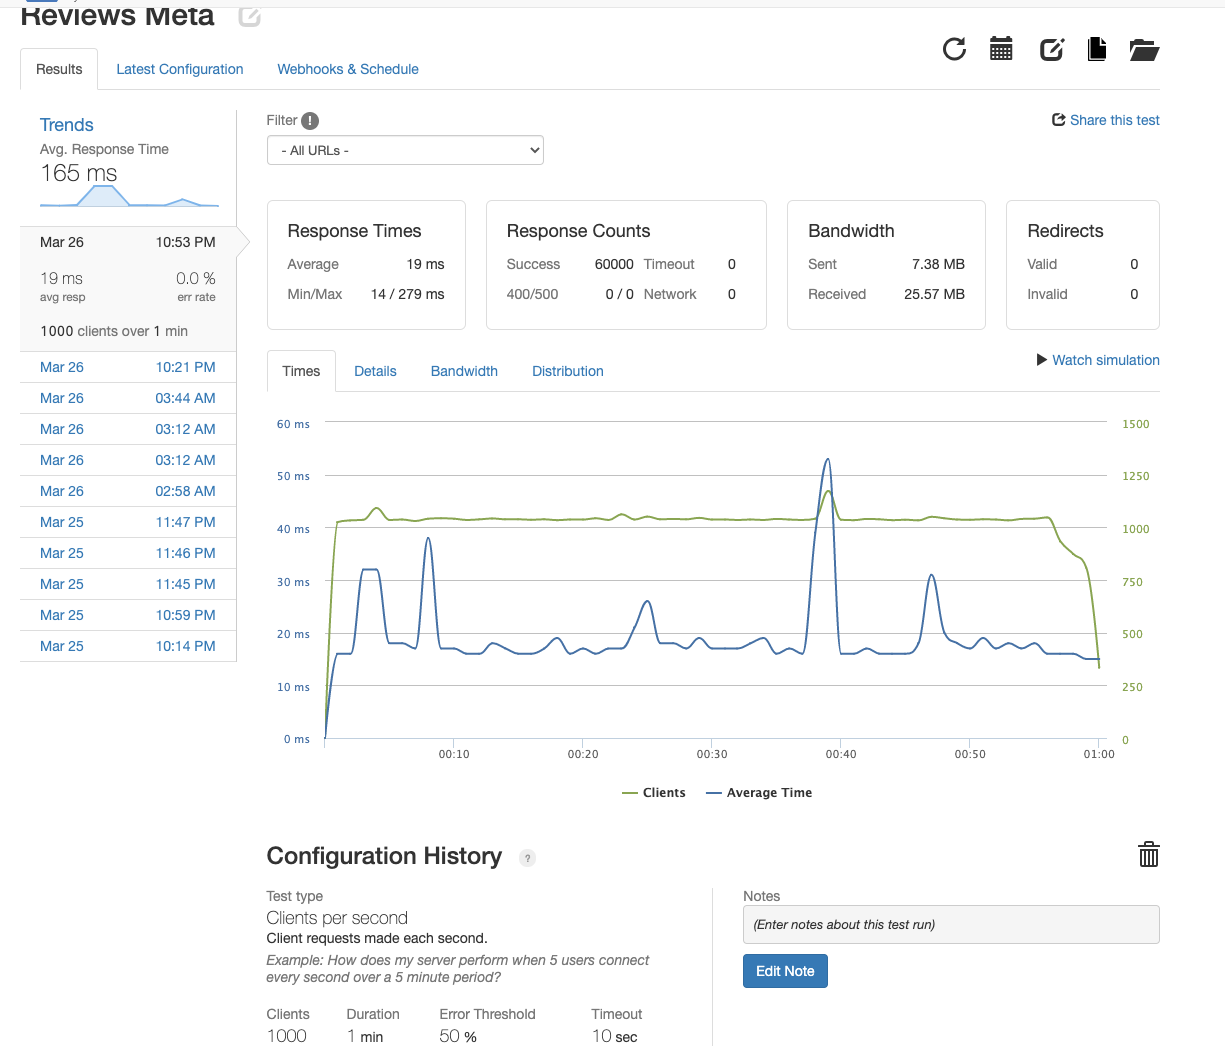 Reviews Meta
Results
Latest Configuration
Webhooks & Schedule
Trends
Avg. Response Time
165 ms
Mar 26 10:53 PM
19 ms 0.0 %
avg resp err rate
1000 clients over 1 min
Mar 26 10:21 PM
Mar 26 03:44 AM
Mar 26 03:12 AM
Mar 26 03:12 AM
Mar 26 02:58 AM
Mar 25 11:47 PM
Mar 25 11:46 PM
Mar 25 11:45 PM
Mar 25 10:59 PM
Mar 25 10:14 PM
Filter !
- All URLs -
Share this test
Response Times
Average 19 ms
Min/Max 14 / 279 ms
Response Counts
Success 60000 Timeout 0
400/500 0 / 0 Network 0
Bandwidth
Sent 7.38 MB
Received 25.57 MB
Redirects
Valid 0
Invalid 0
Times
Details
Bandwidth
Distribution
Watch simulation
60 ms 1500
50 ms 1250
40 ms 1000
30 ms 750
20 ms 500
10 ms 250
0 ms 0
00:10 00:20 00:30 00:40 00:50 01:00
Clients Average Time
Configuration History ?
Test type
Clients per second
Client requests made each second.
Example: How does my server perform when 5 users connect
every second over a 5 minute period?
Clients Duration Error Threshold Timeout
1000 1 min 50 % 10 sec
Notes
(Enter notes about this test run)
Edit Note